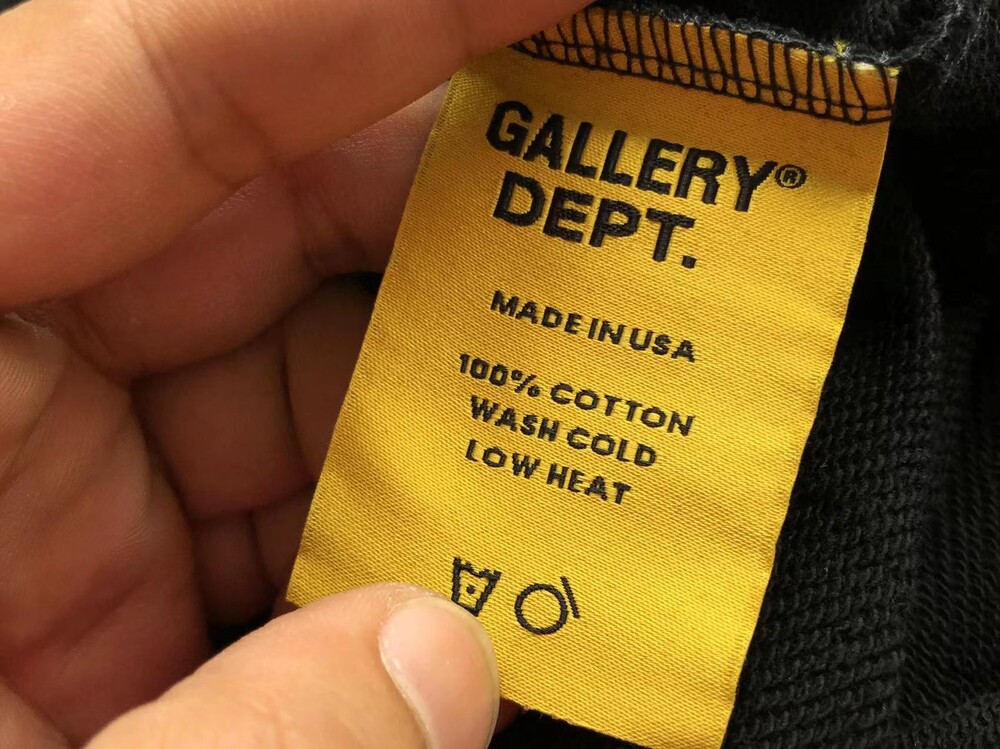 GALLERY®
DEPT.
MADE IN USA
100% COTTON
WASH COLD
LOW HEAT